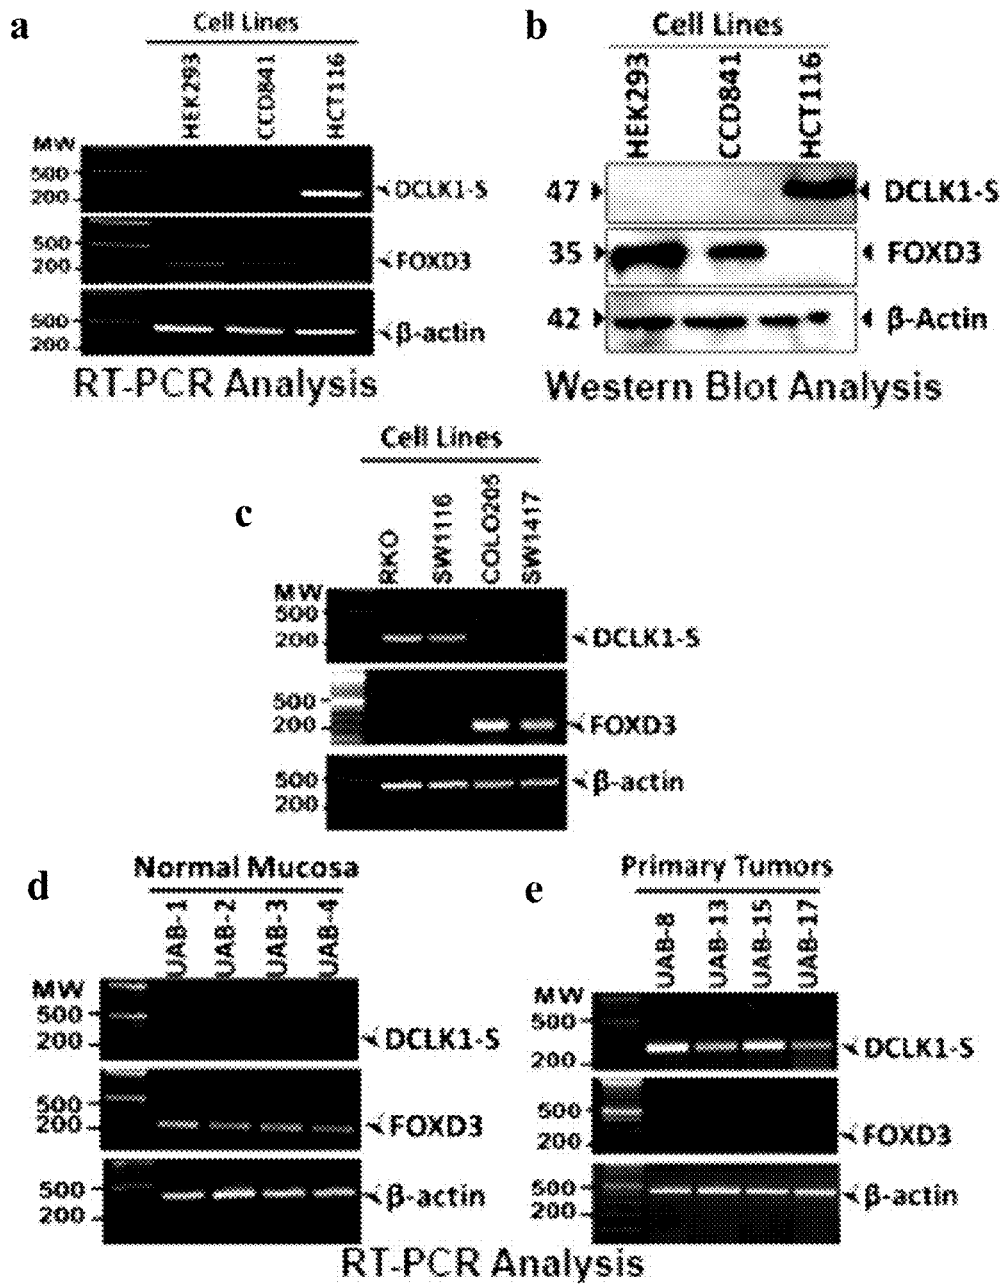 a
Cell Lines
HEK293
CCD841
HCT116
MW
500
200
DCLK1-S
500
200
FOXD3
500
200
β-actin
RT-PCR Analysis
b
Cell Lines
HEK293
CCD841
HCT116
47
DCLK1-S
35
FOXD3
42
β-Actin
Western Blot Analysis
c
Cell Lines
RKO
SW1116
COLO205
SW1417
MW
500
200
DCLK1-S
500
200
FOXD3
500
200
β-actin
d
Normal Mucosa
UAB-1
UAB-2
UAB-3
UAB-4
MW
500
200
DCLK1-S
500
200
FOXD3
500
200
β-actin
e
Primary Tumors
UAB-8
UAB-13
UAB-15
UAB-17
MW
500
200
DCLK1-S
500
200
FOXD3
500
200
β-actin
RT-PCR Analysis